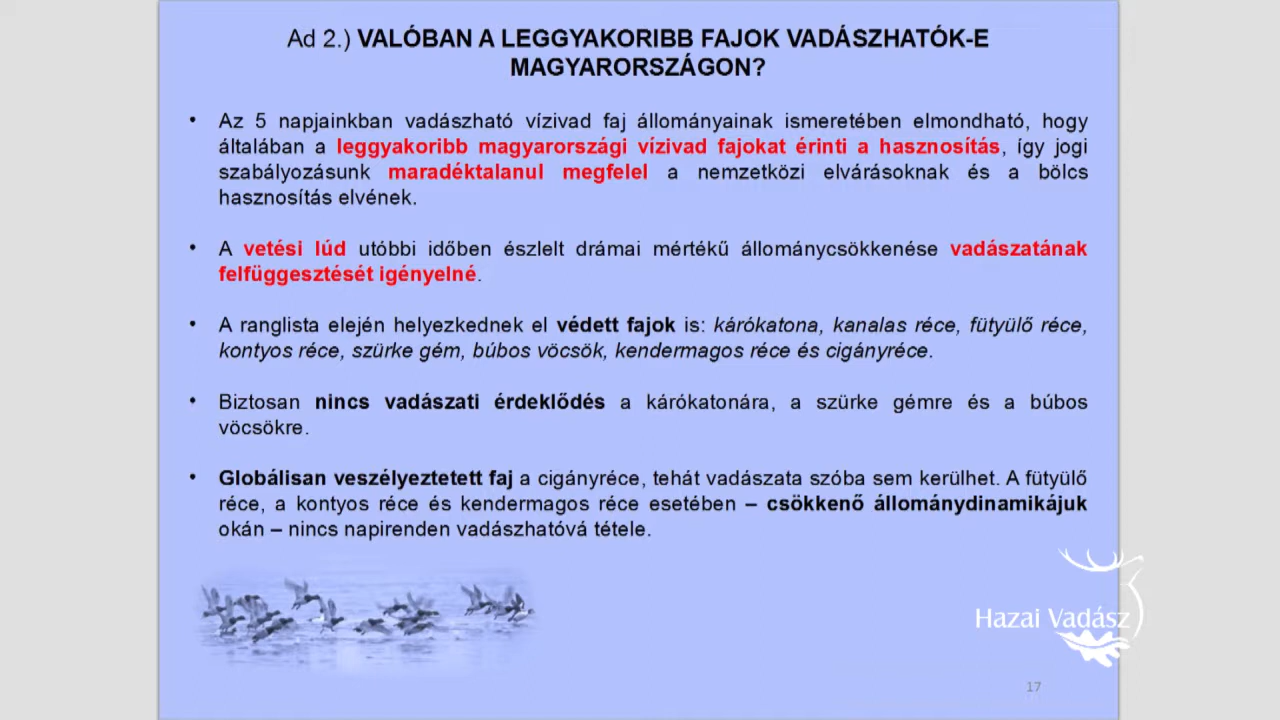 Ad 2.) VALÓBAN A LEGGYAKORIBB FAJOK VADÁSZHATÓK-E
MAGYARORSZÁGON?
• Az 5 napjainkban vadászható vízivad faj állományainak ismeretében elmondható, hogy
általában a leggyakoribb magyarországi vízivad fajokat érinti a hasznosítás, így jogi
szabályozásunk maradéktalanul megfelel a nemzetközi elvárásoknak és a bölcs
hasznosítás elvének.
• A vetési lúd utóbbi időben észlelt drámai mértékű állománycsökkenése vadászatának
felfüggesztését igényelné.
• A ranglista elején helyezkednek el védett fajok is: kárókatona, kanalas réce, fütyülő réce,
kontyos réce, szürke gém, búbos vöcsök, kendermagos réce és cigányréce.
• Biztosan nincs vadászati érdeklődés a kárókatonára, a szürke gémre és a búbos
vöcsökre.
• Globálisan veszélyeztetett faj a cigányréce, tehát vadászata szóba sem kerülhet. A fütyülő
réce, a kontyos réce és kendermagos réce esetében – csökkenő állománydinamikájuk
okán – nincs napirenden vadászhatóvá tétele.
Hazai Vadász
17